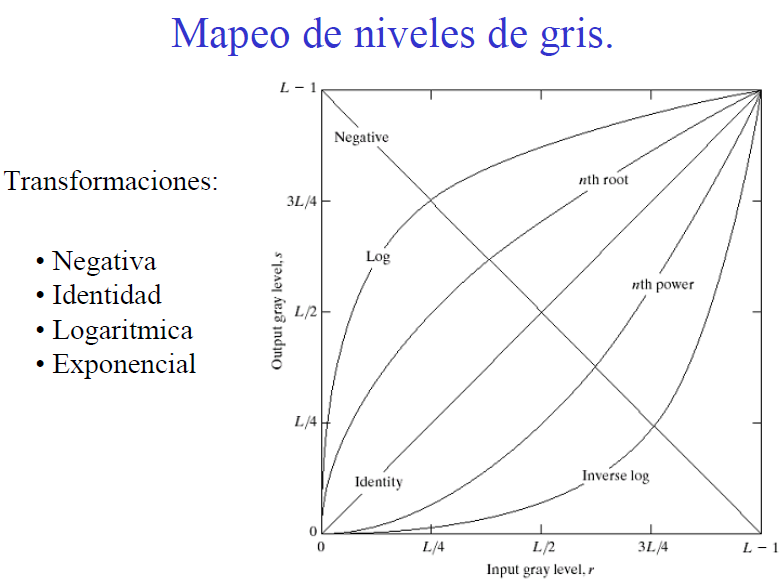 Mapeo de niveles de gris.
Transformaciones:
• Negativa
• Identidad
• Logaritmica
• Exponencial
Output gray level, s
L − 1
3L/4
L/2
L/4
0
Negative
Log
nth root
nth power
Identity
Inverse log
0
L/4
L/2
3L/4
L − 1
Input gray level, r